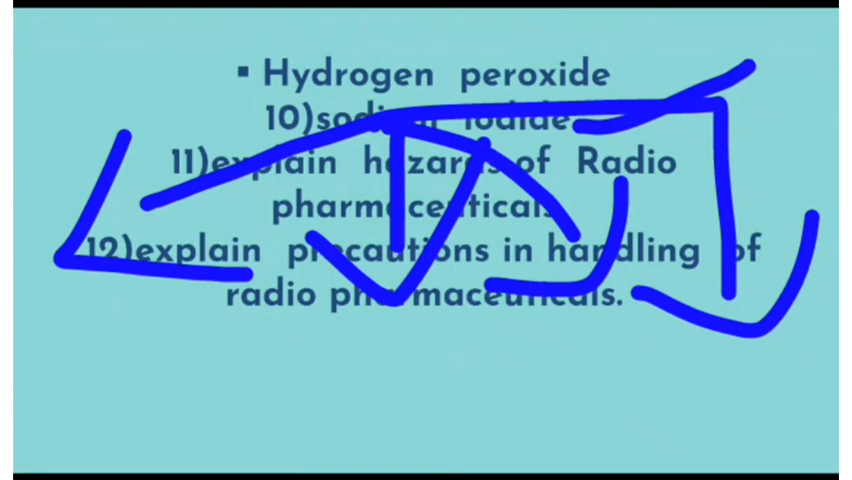 ▪ Hydrogen peroxide
10)sodium iodide
11)explain hazards of Radio
pharmaceuticals
12)explain precautions in handling of
radio pharmaceuticals.